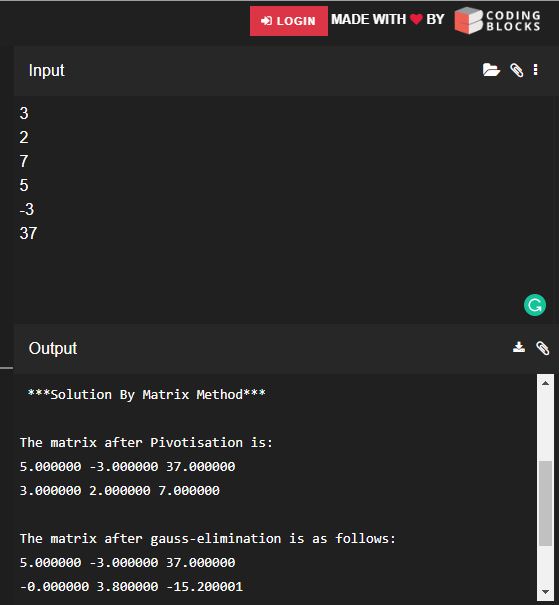 LOGIN MADE WITH BY CODING BLOCKS
Input
3
2
7
5
-3
37
Output
***Solution By Matrix Method***
The matrix after Pivotisation is:
5.000000 -3.000000 37.000000
3.000000 2.000000 7.000000
The matrix after gauss-elimination is as follows:
5.000000 -3.000000 37.000000
-0.000000 3.800000 -15.200001